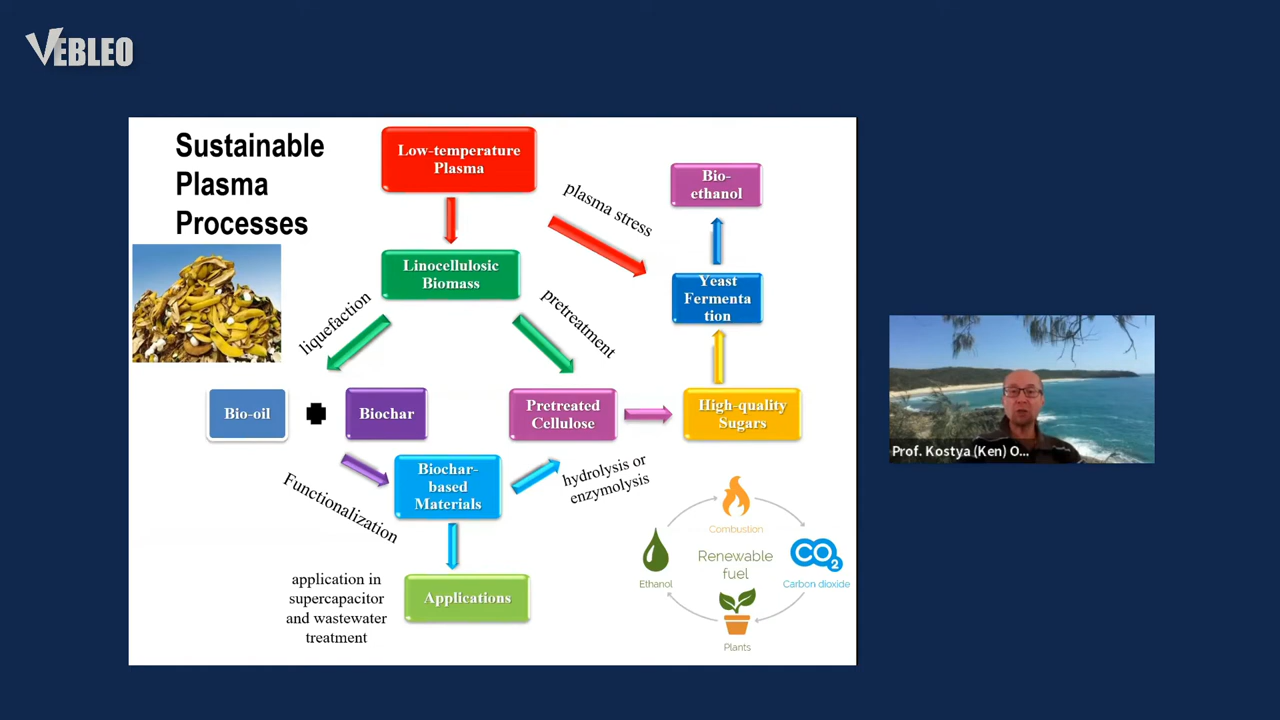 VEBLEO
Sustainable
Plasma
Processes
Low-temperature
Plasma
plasma stress
Bio-
ethanol
Linocellulosic
Biomass
Yeast
Fermenta
tion
liquefaction
pretreatment
Bio-oil
Biochar
Pretreated
Cellulose
High-quality
Sugars
Functionalization
Biochar-
based
Materials
hydrolysis or
enzymolysis
application in
supercapacitor
and wastewater
treatment
Applications
Combustion
Renewable
fuel
Ethanol
CO2
Carbon dioxide
Plants
Prof. Kostya (Ken) O...